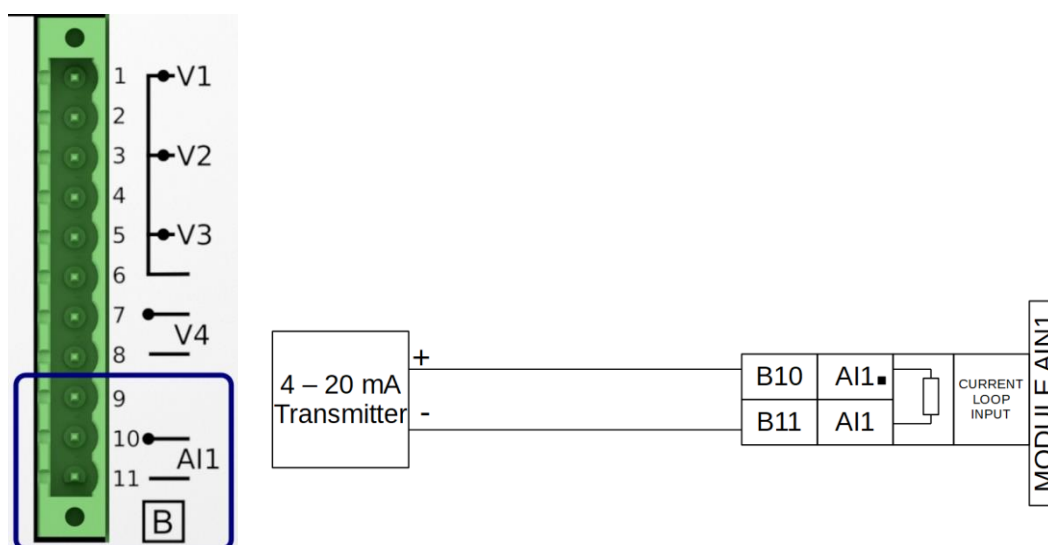 1 V1
2
3 V2
4
5 V3
6
7
V4
8
9
10
AI1
11
B
4 – 20 mA
Transmitter
+
-
B10 AI1
B11 AI1
CURRENT
LOOP
INPUT
MODULE AIN1